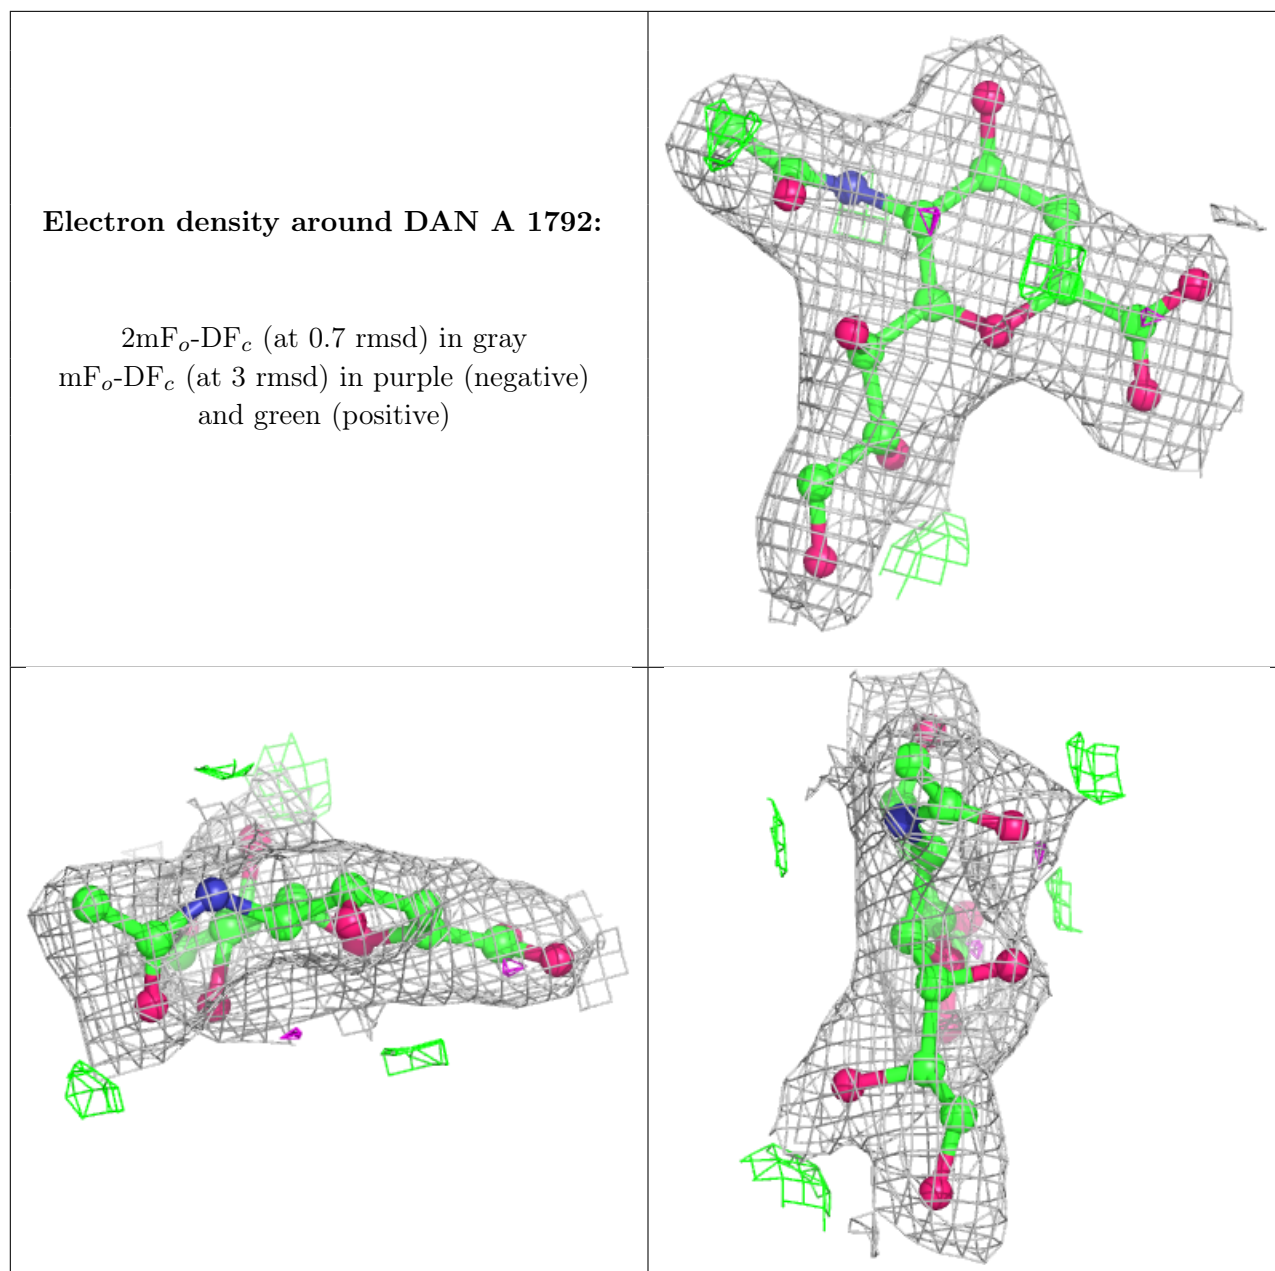 Electron density around DAN A 1792:
2mFo-DFc (at 0.7 rmsd) in gray
mFo-DFc (at 3 rmsd) in purple (negative)
and green (positive)